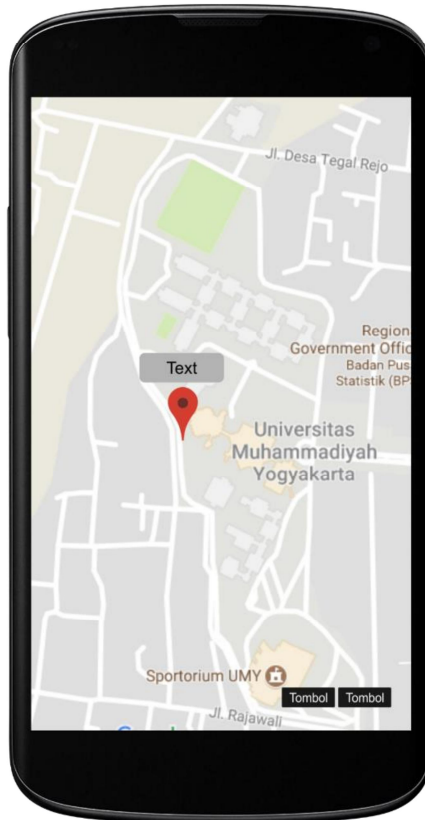 Jl. Desa Tegal Rejo
Region
Government Offic
Badan Pus
Statistik (BP
Text
Universitas
Muhammadiyah
Yogyakarta
Sportorium UMY
Tombol Tombol
Jl. Rajawali